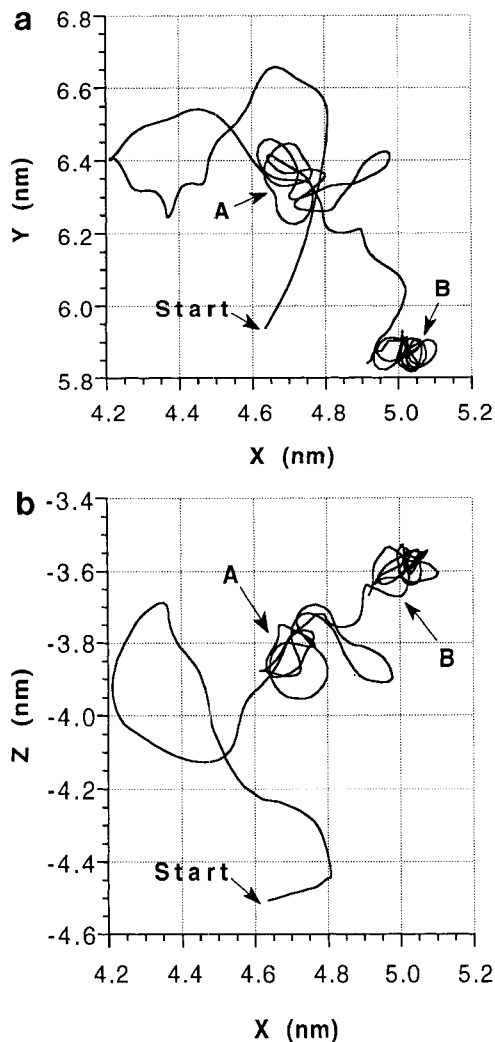 a
6.8
6.6
6.4
6.2
6.0
5.8
Y (nm)
A
Start
B
4.2 4.4 4.6 4.8 5.0 5.2
X (nm)
b
-3.4
-3.6
-3.8
-4.0
-4.2
-4.4
-4.6
Z (nm)
A
B
Start
4.2 4.4 4.6 4.8 5.0 5.2
X (nm)